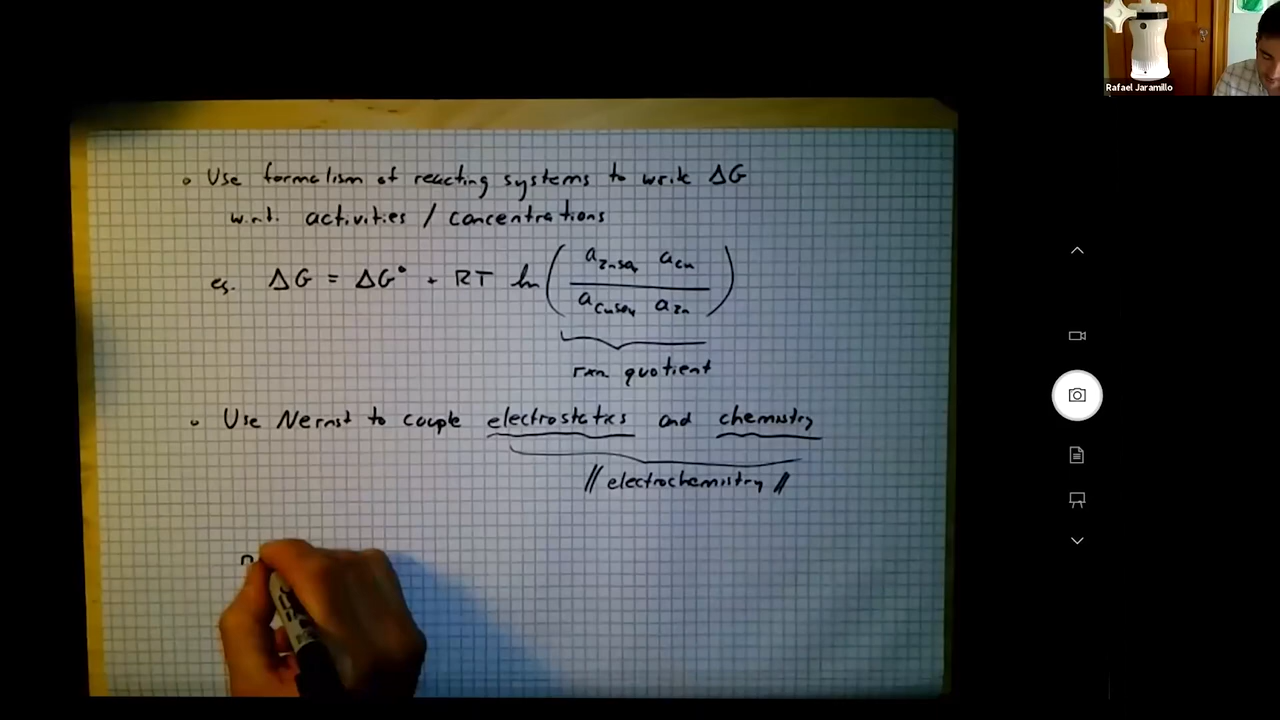 Rafael Jaramillo
• Use formalism of reacting systems to write ΔG
w.r.t. activities / concentrations
eg. ΔG = ΔG° + RT ln ( a_ZnSO4 a_Cu / a_CuSO4 a_Zn )
rxn quotient
• Use Nernst to couple electrostatics and chemistry
// electrochemistry //